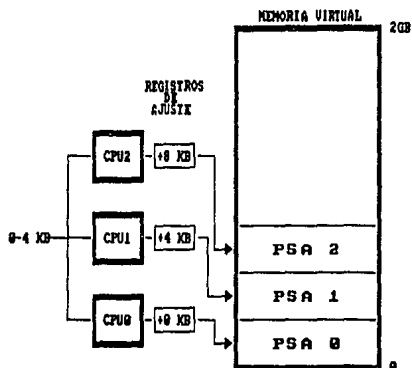 MEMORIA VIRTUAL
2GB
REGISTROS
DE
AJUSTE
CPU2
+8 KB
0-4 KB
CPU1
+4 KB
PSA 2
PSA 1
CPU0
+0 KB
PSA 0
0